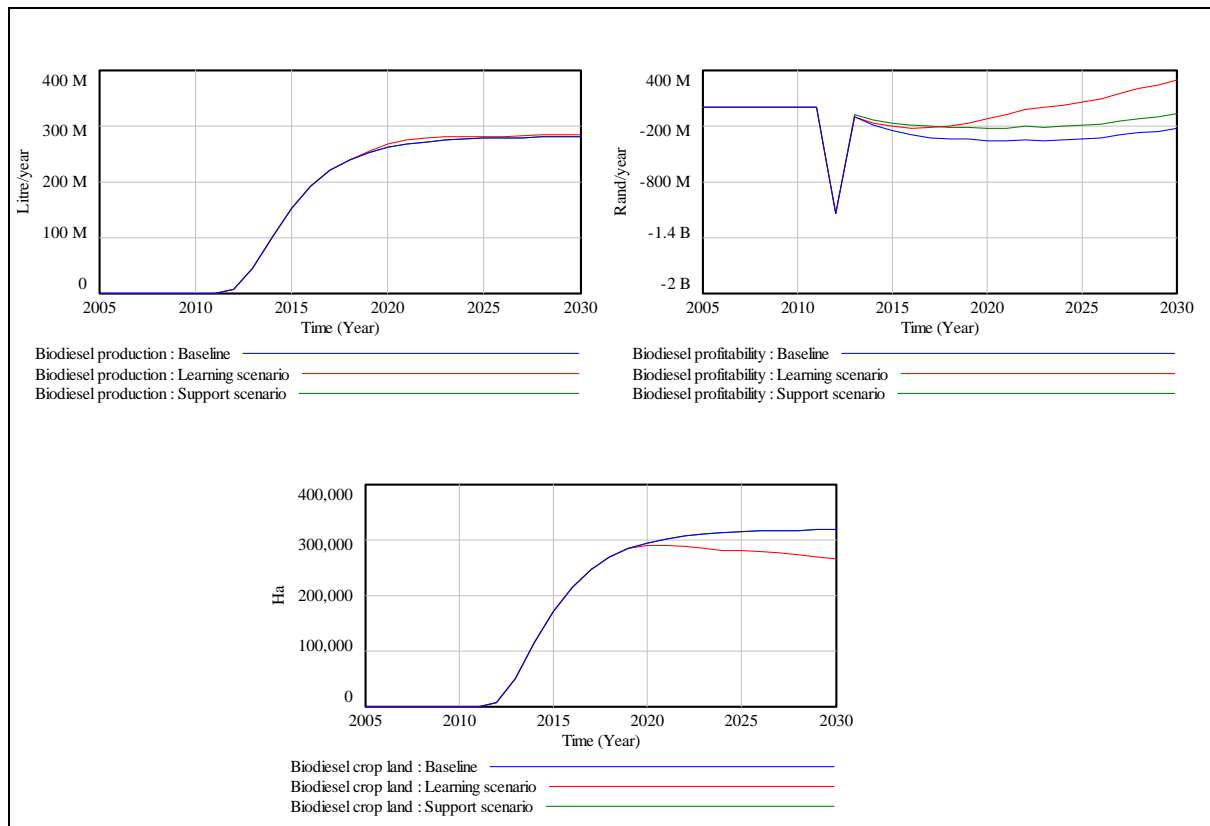 400 M
300 M
200 M
100 M
0
Litre/year
2005 2010 2015 2020 2025 2030
Time (Year)
Biodiesel production : Baseline
Biodiesel production : Learning scenario
Biodiesel production : Support scenario
400 M
-200 M
-800 M
-1.4 B
-2 B
Rand/year
2005 2010 2015 2020 2025 2030
Time (Year)
Biodiesel profitability : Baseline
Biodiesel profitability : Learning scenario
Biodiesel profitability : Support scenario
400,000
300,000
200,000
100,000
0
Ha
2005 2010 2015 2020 2025 2030
Time (Year)
Biodiesel crop land : Baseline
Biodiesel crop land : Learning scenario
Biodiesel crop land : Support scenario